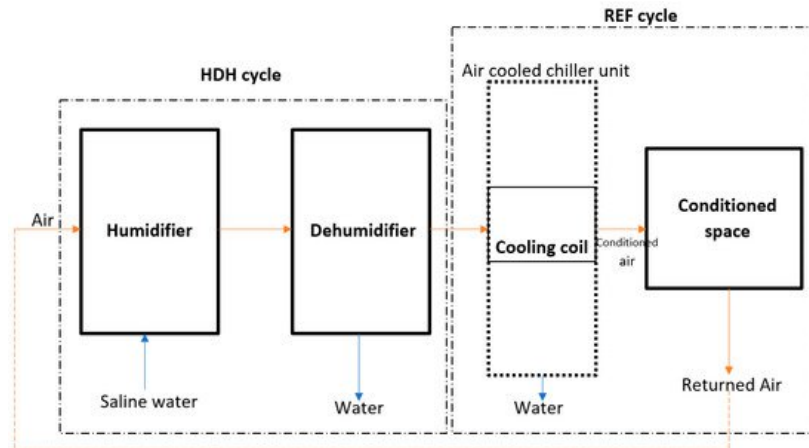 REF cycle
HDH cycle
Air cooled chiller unit
Air
Humidifier
Dehumidifier
Cooling coil
Conditioned
air
Conditioned
space
Saline water
Water
Water
Returned Air